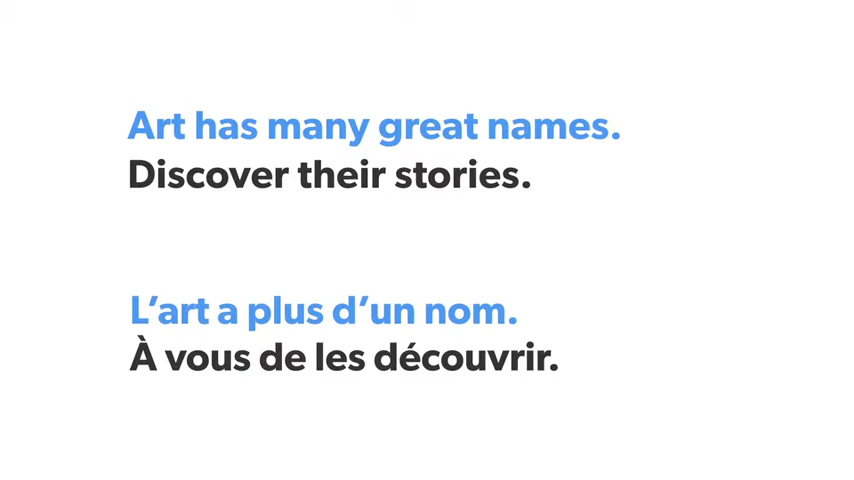 Art has many great names.
Discover their stories.
L’art a plus d’un nom.
À vous de les découvrir.